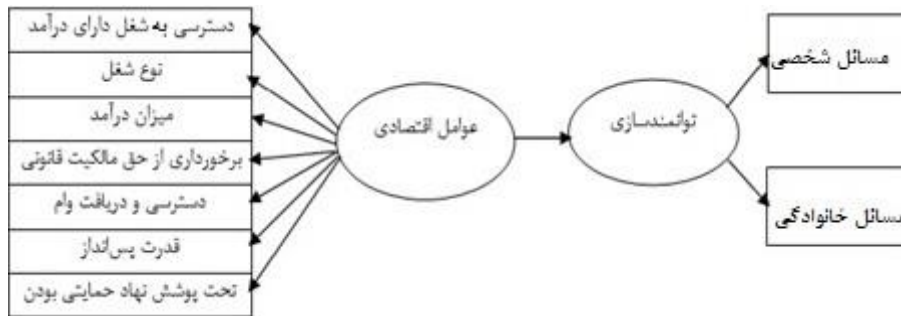 دسترسی به شغل دارای درآمد
نوع شغل
میزان درآمد
برخورداری از حق مالکیت قانونی
دسترسی و دریافت وام
قدرت پس‌انداز
تحت پوشش نهاد حمایتی بودن
عوامل اقتصادی
توانمندسازی
مسائل شخصی
مسائل خانوادگی